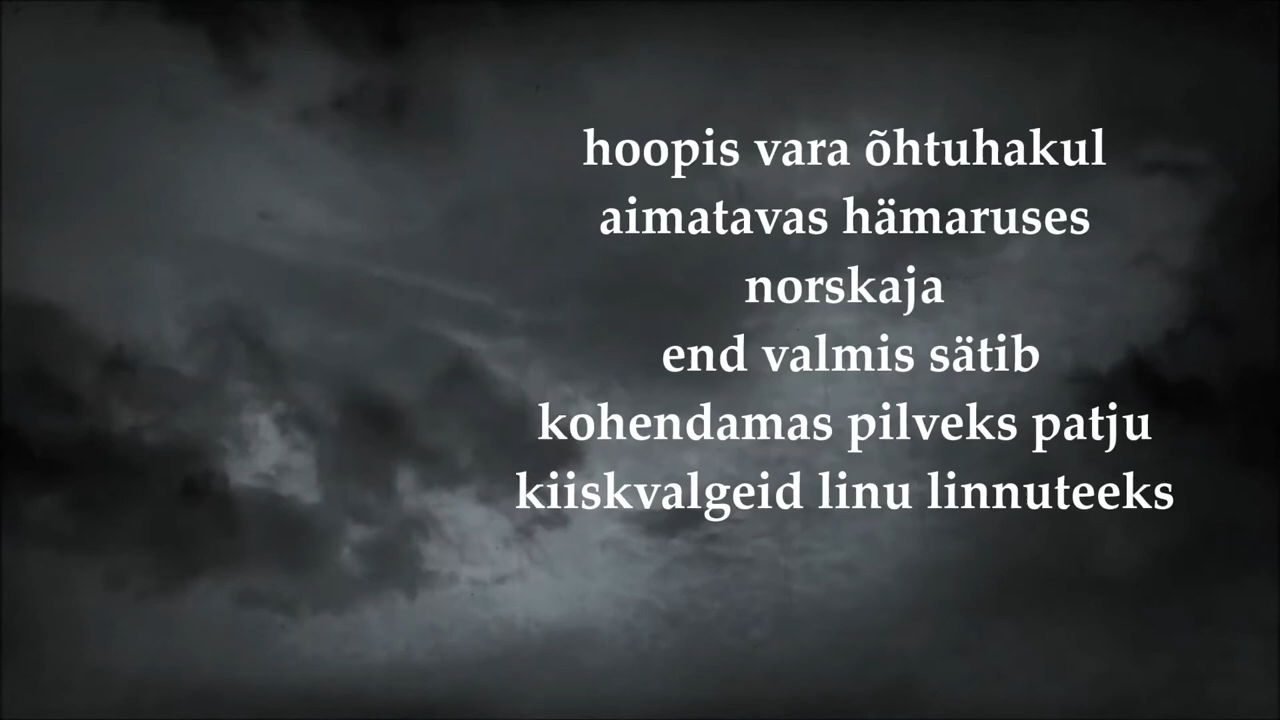 hoopis vara õhtuhakul
aimatavas hämaruses
norskaja
end valmis sätib
kohendamas pilveks patju
kiiskvalgeid linu linnuteeks